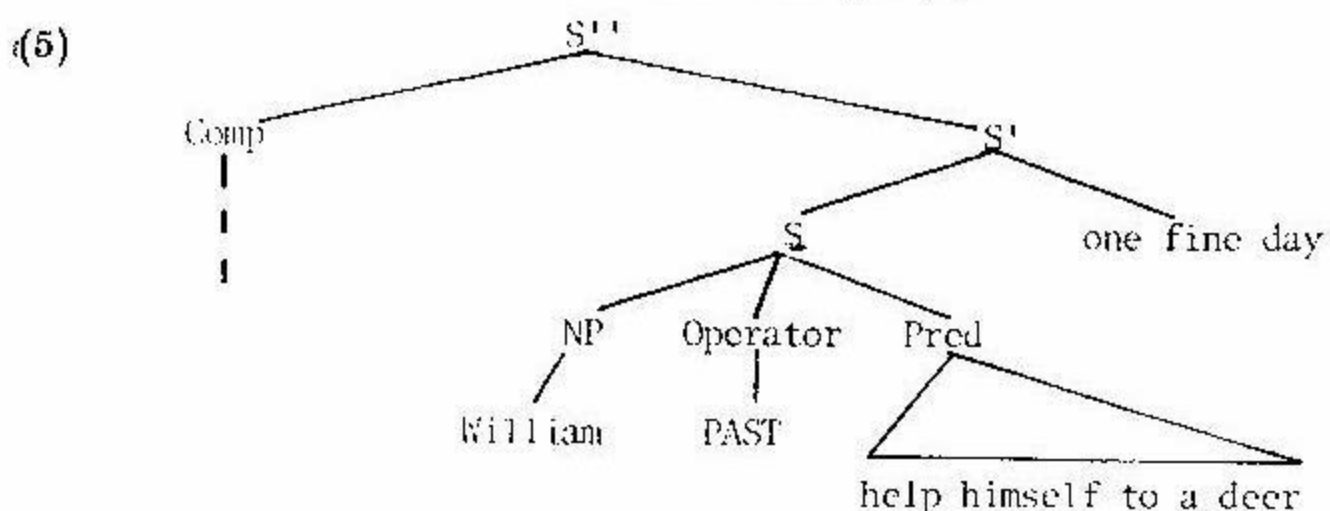 (5)
S''
Comp S'
S one fine day
NP Operator Pred
William PAST
help himself to a deer